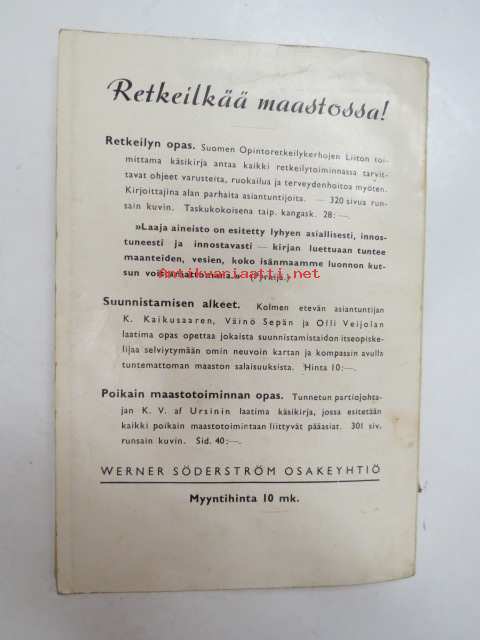 Retkeilkää maastossa!
Retkeilyn opas. Suomen Opintoretkeilykerhojen Liiton toi-
mittama käsikirja antaa kaikki retkeilytoiminnassa tarvit-
tavat ohjeet varusteita, ruokailua ja terveydenhoitoa myöten.
Kirjoittajina alan parhaita asiantuntijoita. — 320 sivua run-
sain kuvin. Taskukokoisena taip. kangask. 28:—.
»Laaja aineisto on esitetty lyhyen asiallisesti, innos-
tuneesti ja innostavasti — kirjan luettuaan tuntee
maanteiden, vesien, koko isänmaamme luonnon kut-
sun voittamattomana.» (Pyrkijä.)
antikvariaatti.net
Suunnistamisen alkeet. Kolmen etevän asiantuntijan
K. Kaikusaaren, Väinö Sepän ja Olli Veijolan
laatima opas opettaa jokaista suunnistamistaidon itseopiske-
lijaa selviytymään omin neuvoin kartan ja kompassin avulla
tuntemattoman maaston salaisuuksista. Hinta 10:—.
Poikain maastotoiminnan opas. Tunnetun partiojohta-
jan K. V. af Ursinin laatima käsikirja, jossa esitetään
kaikki poikain maastotoimintaan liittyvät pääasiat. 301 siv.
runsain kuvin. Sid. 40:—.
WERNER SÖDERSTRÖM OSAKEYHTIÖ
Myyntihinta 10 mk.